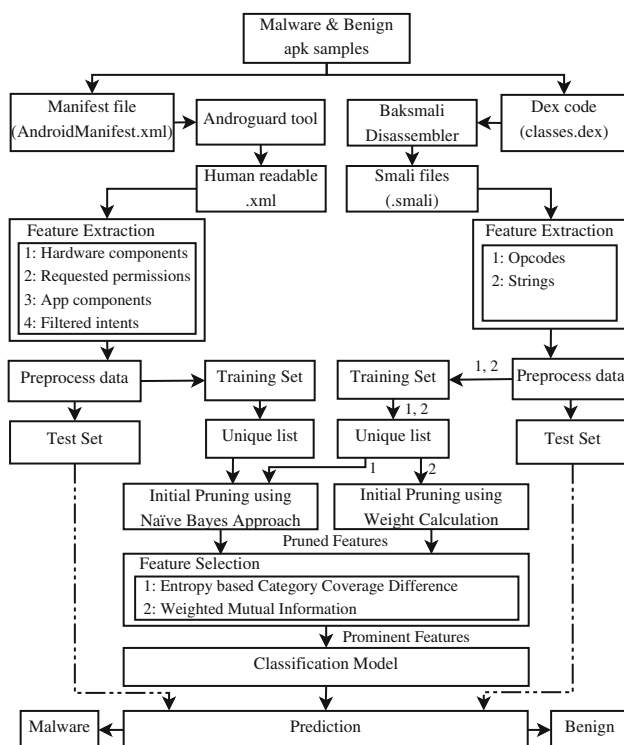 Malware & Benign
apk samples
Manifest file
(AndroidManifest.xml)
Androguard tool
Baksmali
Disassembler
Dex code
(classes.dex)
Human readable
.xml
Smali files
(.smali)
Feature Extraction
1: Hardware components
2: Requested permissions
3: App components
4: Filtered intents
Feature Extraction
1: Opcodes
2: Strings
Preprocess data
Training Set
Training Set
1, 2
Preprocess data
1, 2
Test Set
Unique list
Unique list
Test Set
1
2
Initial Pruning using
Naïve Bayes Approach
Initial Pruning using
Weight Calculation
Pruned Features
Feature Selection
1: Entropy based Category Coverage Difference
2: Weighted Mutual Information
Prominent Features
Classification Model
Malware
Prediction
Benign